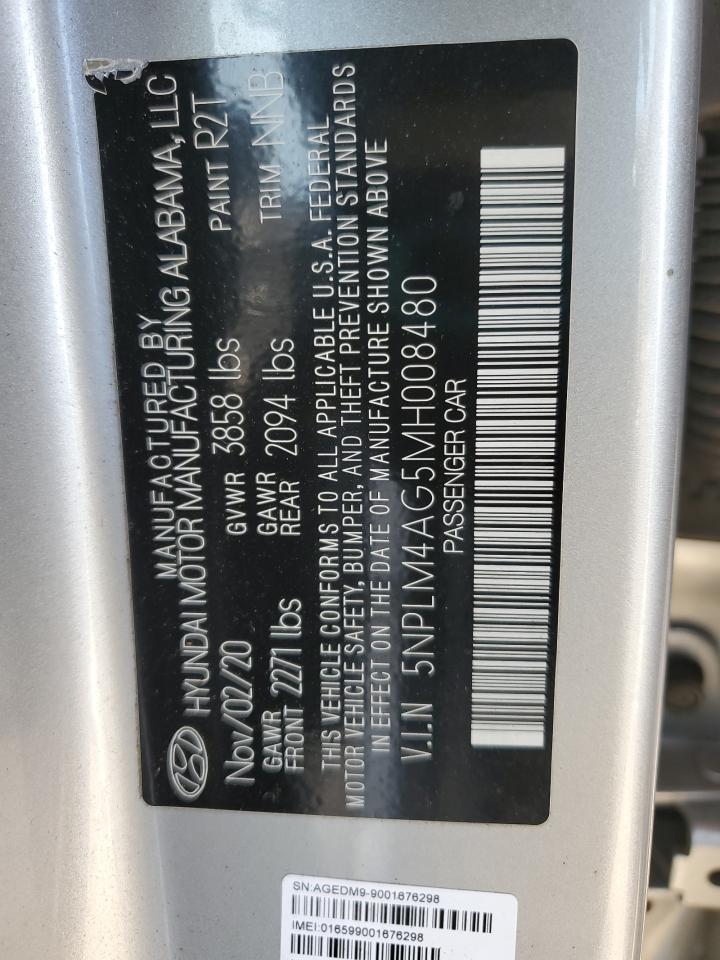 MANUFACTURED BY
HYUNDAI MOTOR MANUFACTURING ALABAMA, LLC
Nov/02/20 GVWR 3858 lbs PAINT R2T
GAWR FRONT 2271 lbs GAWR REAR 2094 lbs TRIM NNB
THIS VEHICLE CONFORMS TO ALL APPLICABLE U.S.A. FEDERAL
MOTOR VEHICLE SAFETY, BUMPER, AND THEFT PREVENTION STANDARDS
IN EFFECT ON THE DATE OF MANUFACTURE SHOWN ABOVE
V.I.N 5NPLM4AG5MH008480
PASSENGER CAR
SN:AGEDM9-9001676298
IMEI:016599001676298